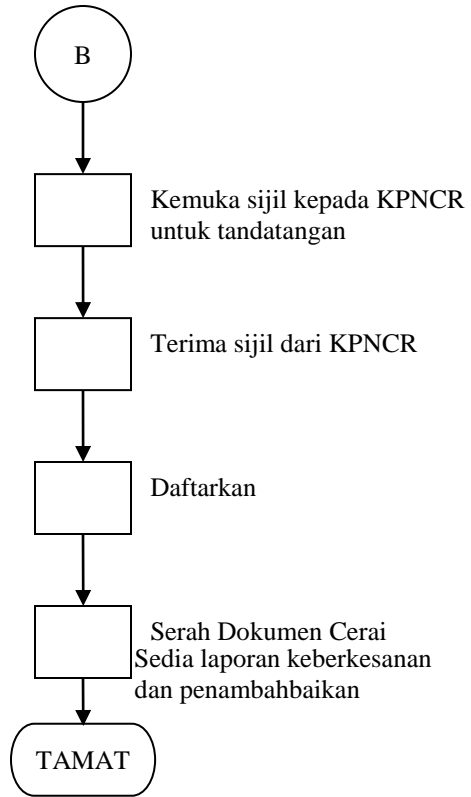 B
Kemuka sijil kepada KPNCR
untuk tandatangan
Terima sijil dari KPNCR
Daftarkan
Serah Dokumen Cerai
Sedia laporan keberkesanan
dan penambahbaikan
TAMAT